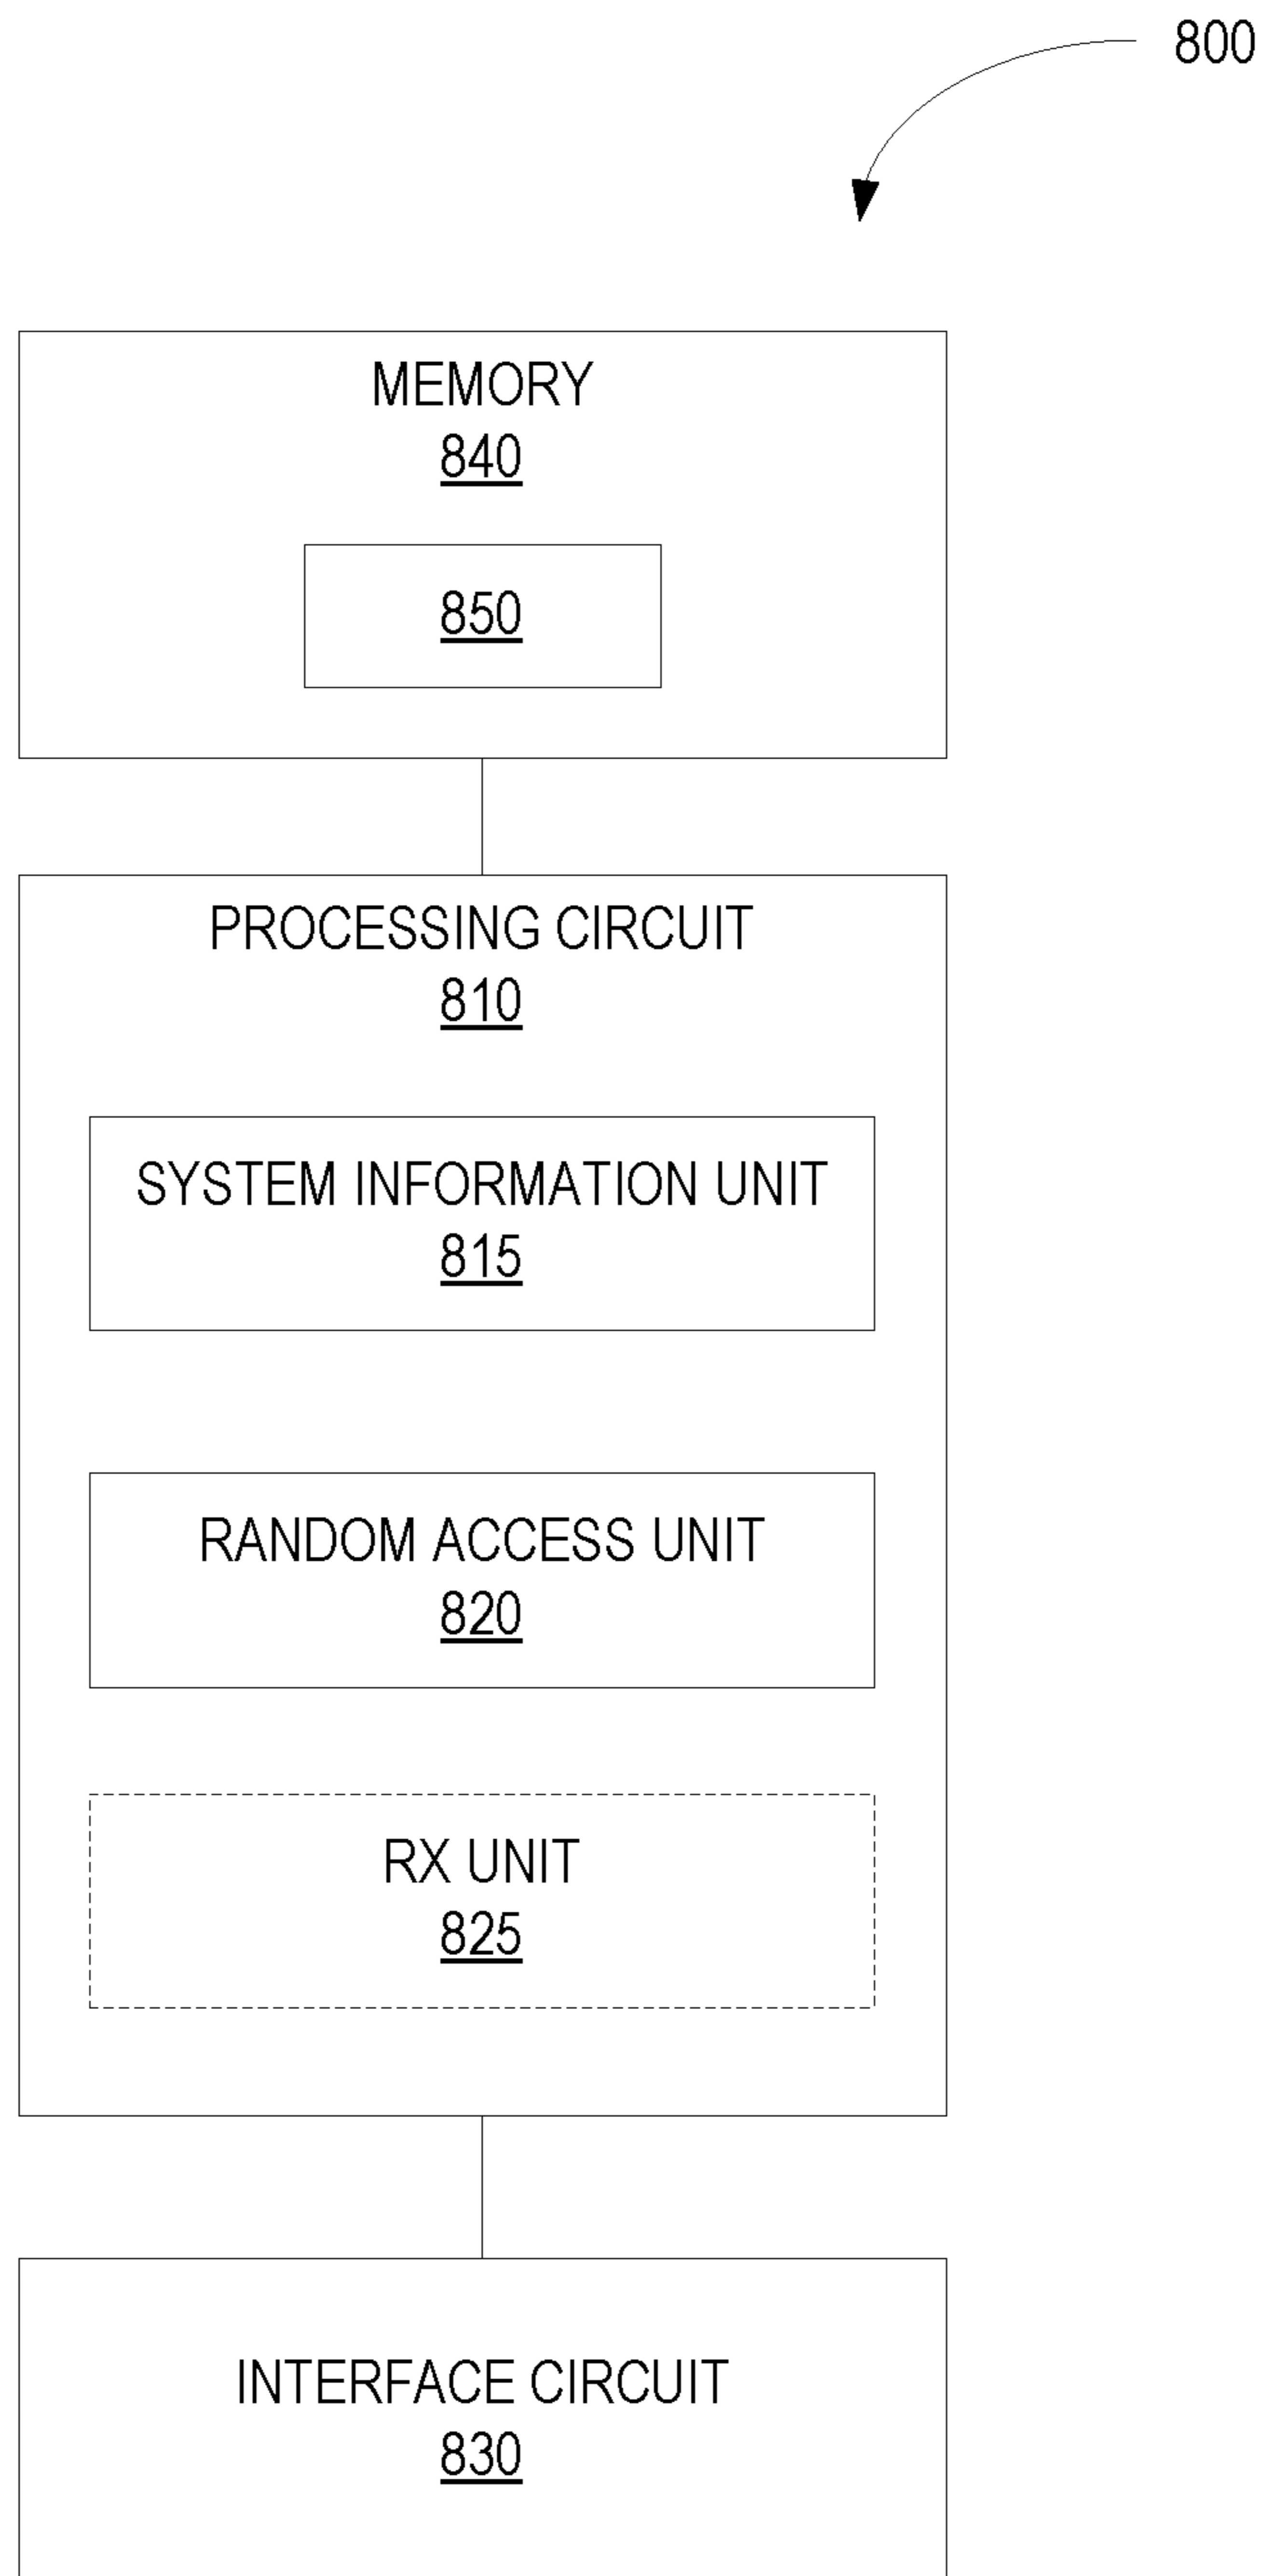 800
MEMORY
840
850
PROCESSING CIRCUIT
810
SYSTEM INFORMATION UNIT
815
RANDOM ACCESS UNIT
820
RX UNIT
825
INTERFACE CIRCUIT
830